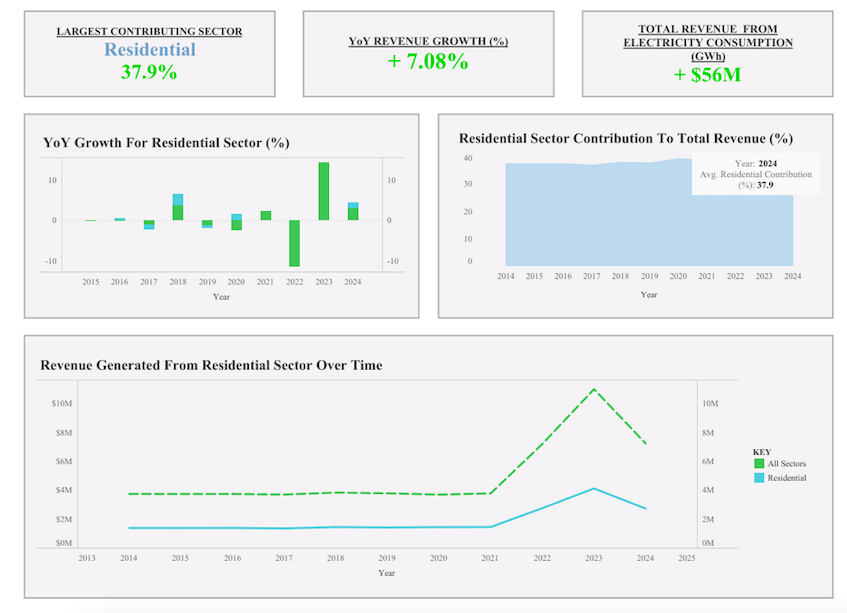 LARGEST CONTRIBUTING SECTOR
Residential
37.9%
YoY REVENUE GROWTH (%)
+ 7.08%
TOTAL REVENUE FROM
ELECTRICITY CONSUMPTION
(GWh)
+ $56M
YoY Growth For Residential Sector (%)
10
0
-10
10
0
-10
2015 2016 2017 2018 2019 2020 2021 2022 2023 2024
Year
Residential Sector Contribution To Total Revenue (%)
40
30
20
10
0
Year: 2024
Avg. Residential Contribution
(%): 37.9
2014 2015 2016 2017 2018 2019 2020 2021 2022 2023 2024
Year
Revenue Generated From Residential Sector Over Time
$10M
$8M
$6M
$4M
$2M
$0M
10M
8M
6M
4M
2M
0M
2013 2014 2015 2016 2017 2018 2019 2020 2021 2022 2023 2024 2025
Year
KEY
All Sectors
Residential